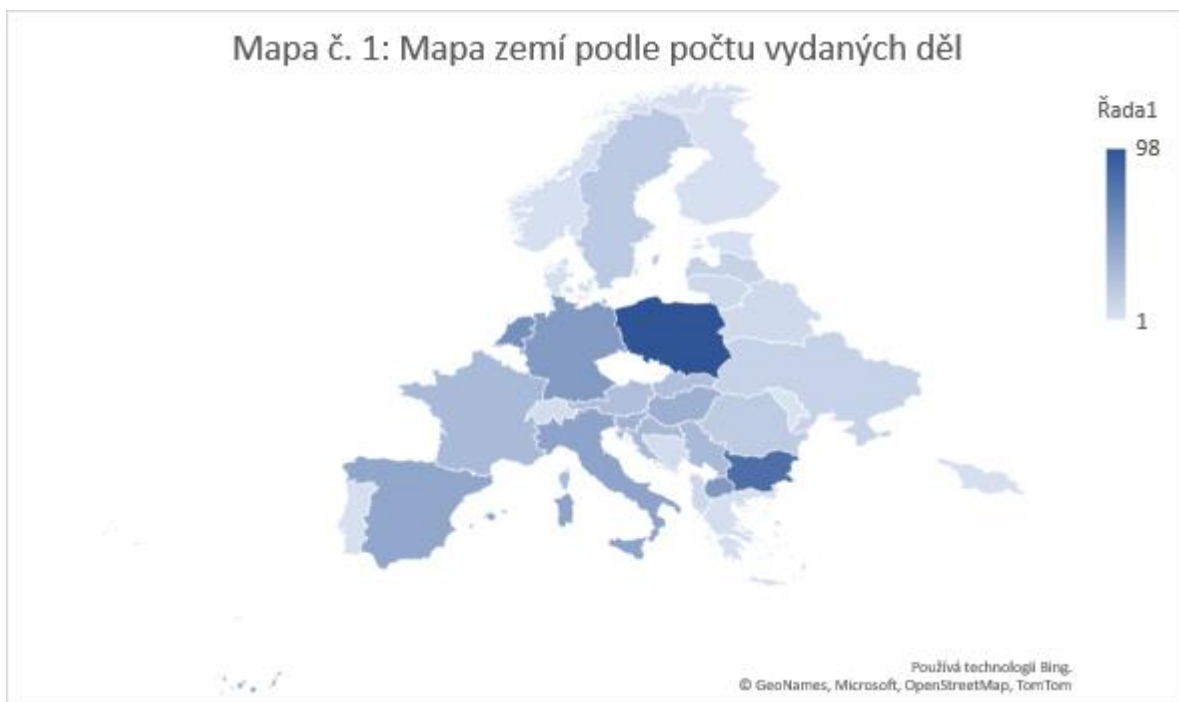 Mapa č. 1: Mapa zemí podle počtu vydaných děl
Řada1
98
1
Používá technologii Bing.
© GeoNames, Microsoft, OpenStreetMap, TomTom